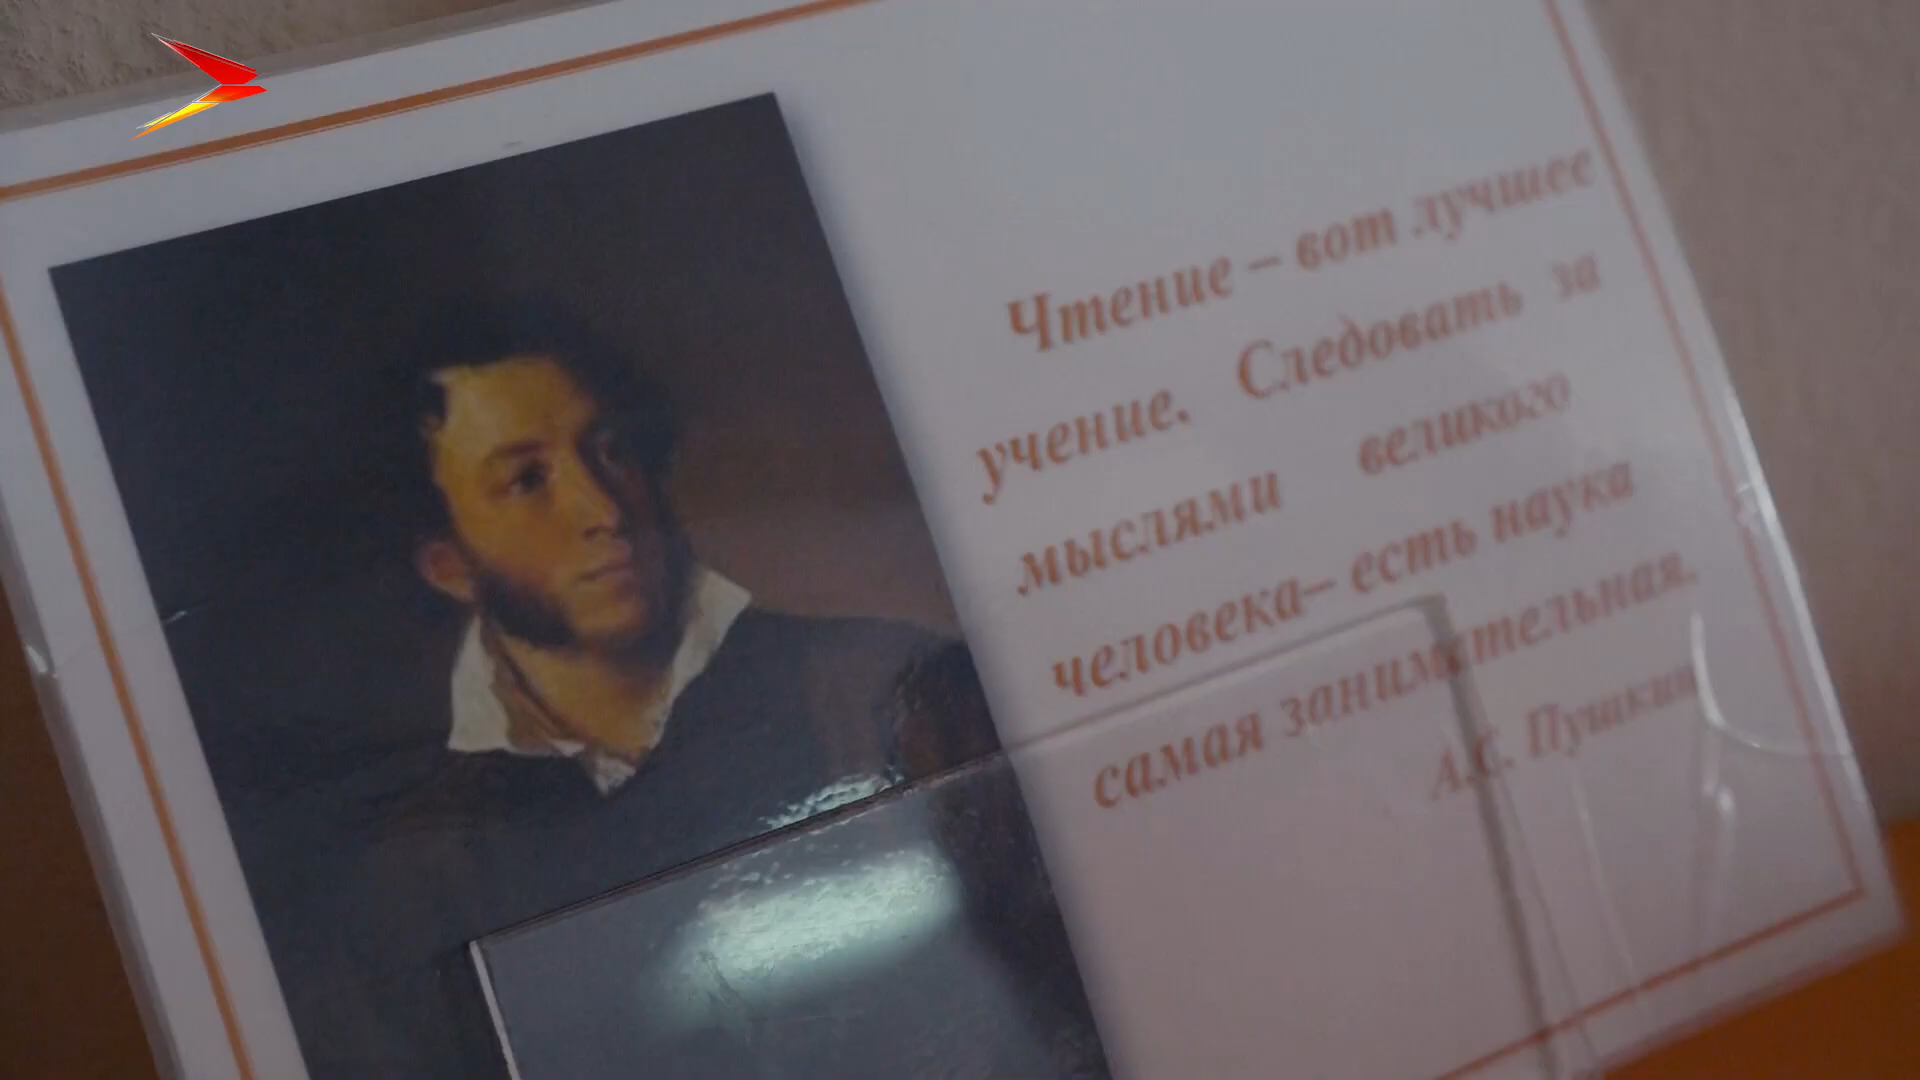 Чтение – вот лучшее
учение. Следовать за
мыслями великого
человека– есть наука
самая занимательная.
А.С. Пушкин